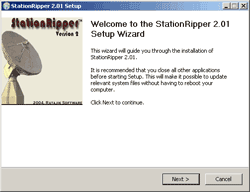 StationRipper 2.01 Setup
StationRipper™
Version 2
Welcome to the StationRipper 2.01
Setup Wizard
This wizard will guide you through the installation of
StationRipper 2.01.
It is recommended that you close all other applications
before starting Setup. This will make it possible to update
relevant system files without having to reboot your
computer.
Click Next to continue.
2004, Ratajik Software
Next >
Cancel